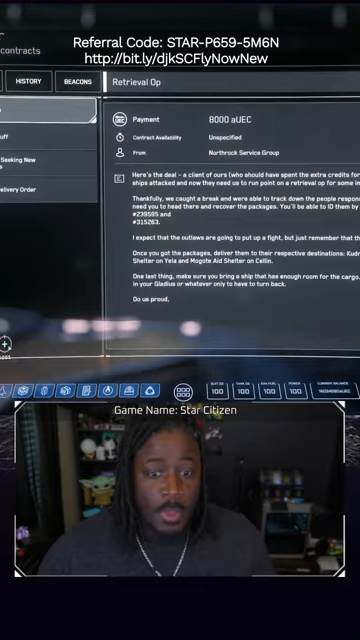 Referral Code: STAR-P659-5M6N
http://bit.ly/djkSCFlyNowNew
contracts
HISTORY
BEACONS
Retrieval Op
Payment
8000 aUEC
Contract Availability
Unspecified
From
Northrock Service Group
uff
Seeking New
elivery Order
Here's the deal – a client of ours (who should have spent the extra credits for
ships attacked and now they need us to run point on a retrieval op for some
Thankfully, we caught a break and were able to track down the people
need you to head there and recover the packages. You'll be able to ID them by
#239595 and
#315263.
I expect that the outlaws are going to put up a fight, but just remember that
Once you got the packages, deliver them to their respective destinations:
Shelter on Yela and Mogote Aid Shelter on Cellin.
One last thing, make sure you bring a ship that has enough room for the cargo.
in your Gladius or whatever only to have to turn back.
Do us proud,
100
100
100
100
Game Name: Star Citizen